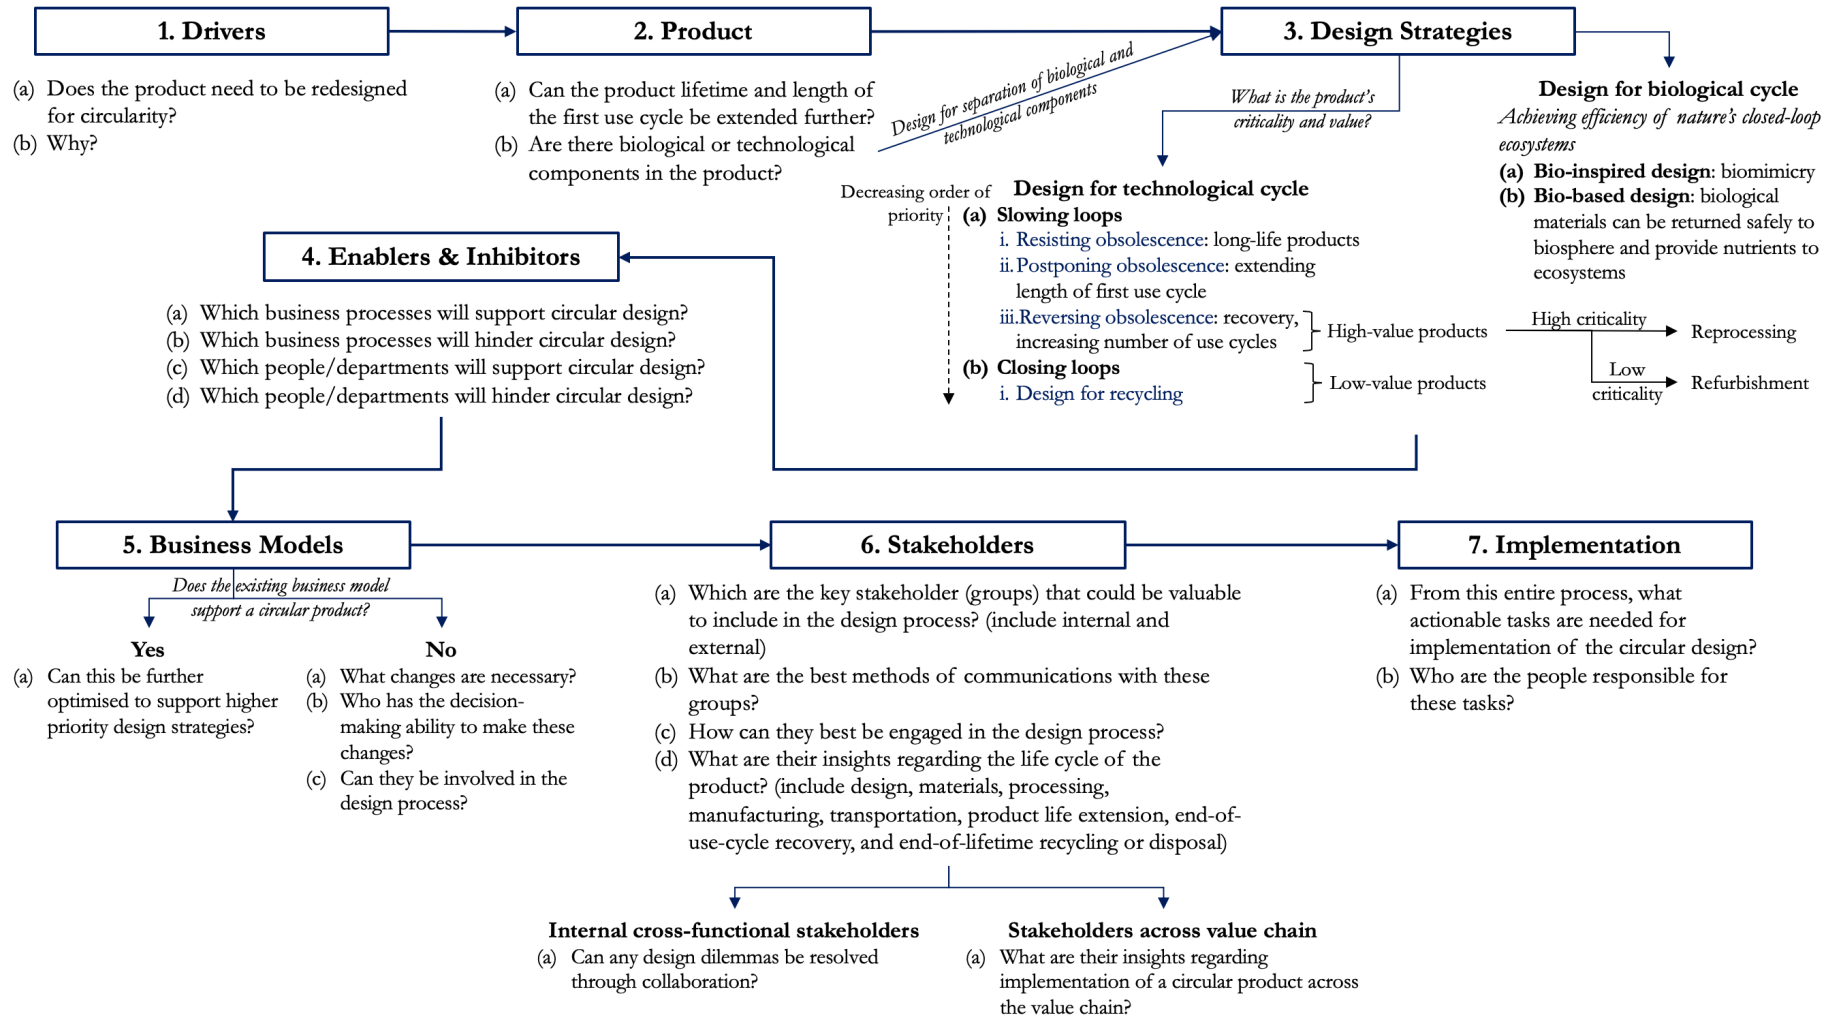 1. Drivers
(a) Does the product need to be redesigned
for circularity?
(b) Why?
2. Product
(a) Can the product lifetime and length of
the first use cycle be extended further?
(b) Are there biological or technological
components in the product?
Design for separation of biological and
technological components
3. Design Strategies
What is the product's
criticality and value?
Design for biological cycle
Achieving efficiency of nature's closed-loop
ecosystems
(a) Bio-inspired design: biomimicry
(b) Bio-based design: biological
materials can be returned safely to
biosphere and provide nutrients to
ecosystems
Decreasing order of
priority
Design for technological cycle
(a) Slowing loops
i. Resisting obsolescence: long-life products
ii. Postponing obsolescence: extending
length of first use cycle
iii. Reversing obsolescence: recovery,
increasing number of use cycles
High-value products
High criticality
Reprocessing
(b) Closing loops
i. Design for recycling
Low-value products
Low
criticality
Refurbishment
4. Enablers & Inhibitors
(a) Which business processes will support circular design?
(b) Which business processes will hinder circular design?
(c) Which people/departments will support circular design?
(d) Which people/departments will hinder circular design?
5. Business Models
Does the existing business model
support a circular product?
Yes
(a) Can this be further
optimised to support higher
priority design strategies?
No
(a) What changes are necessary?
(b) Who has the decision-
making ability to make these
changes?
(c) Can they be involved in the
design process?
6. Stakeholders
(a) Which are the key stakeholder (groups) that could be valuable
to include in the design process? (include internal and
external)
(b) What are the best methods of communications with these
groups?
(c) How can they best be engaged in the design process?
(d) What are their insights regarding the life cycle of the
product? (include design, materials, processing,
manufacturing, transportation, product life extension, end-of-
use-cycle recovery, and end-of-lifetime recycling or disposal)
Internal cross-functional stakeholders
(a) Can any design dilemmas be resolved
through collaboration?
Stakeholders across value chain
(a) What are their insights regarding
implementation of a circular product across
the value chain?
7. Implementation
(a) From this entire process, what
actionable tasks are needed for
implementation of the circular design?
(b) Who are the people responsible for
these tasks?